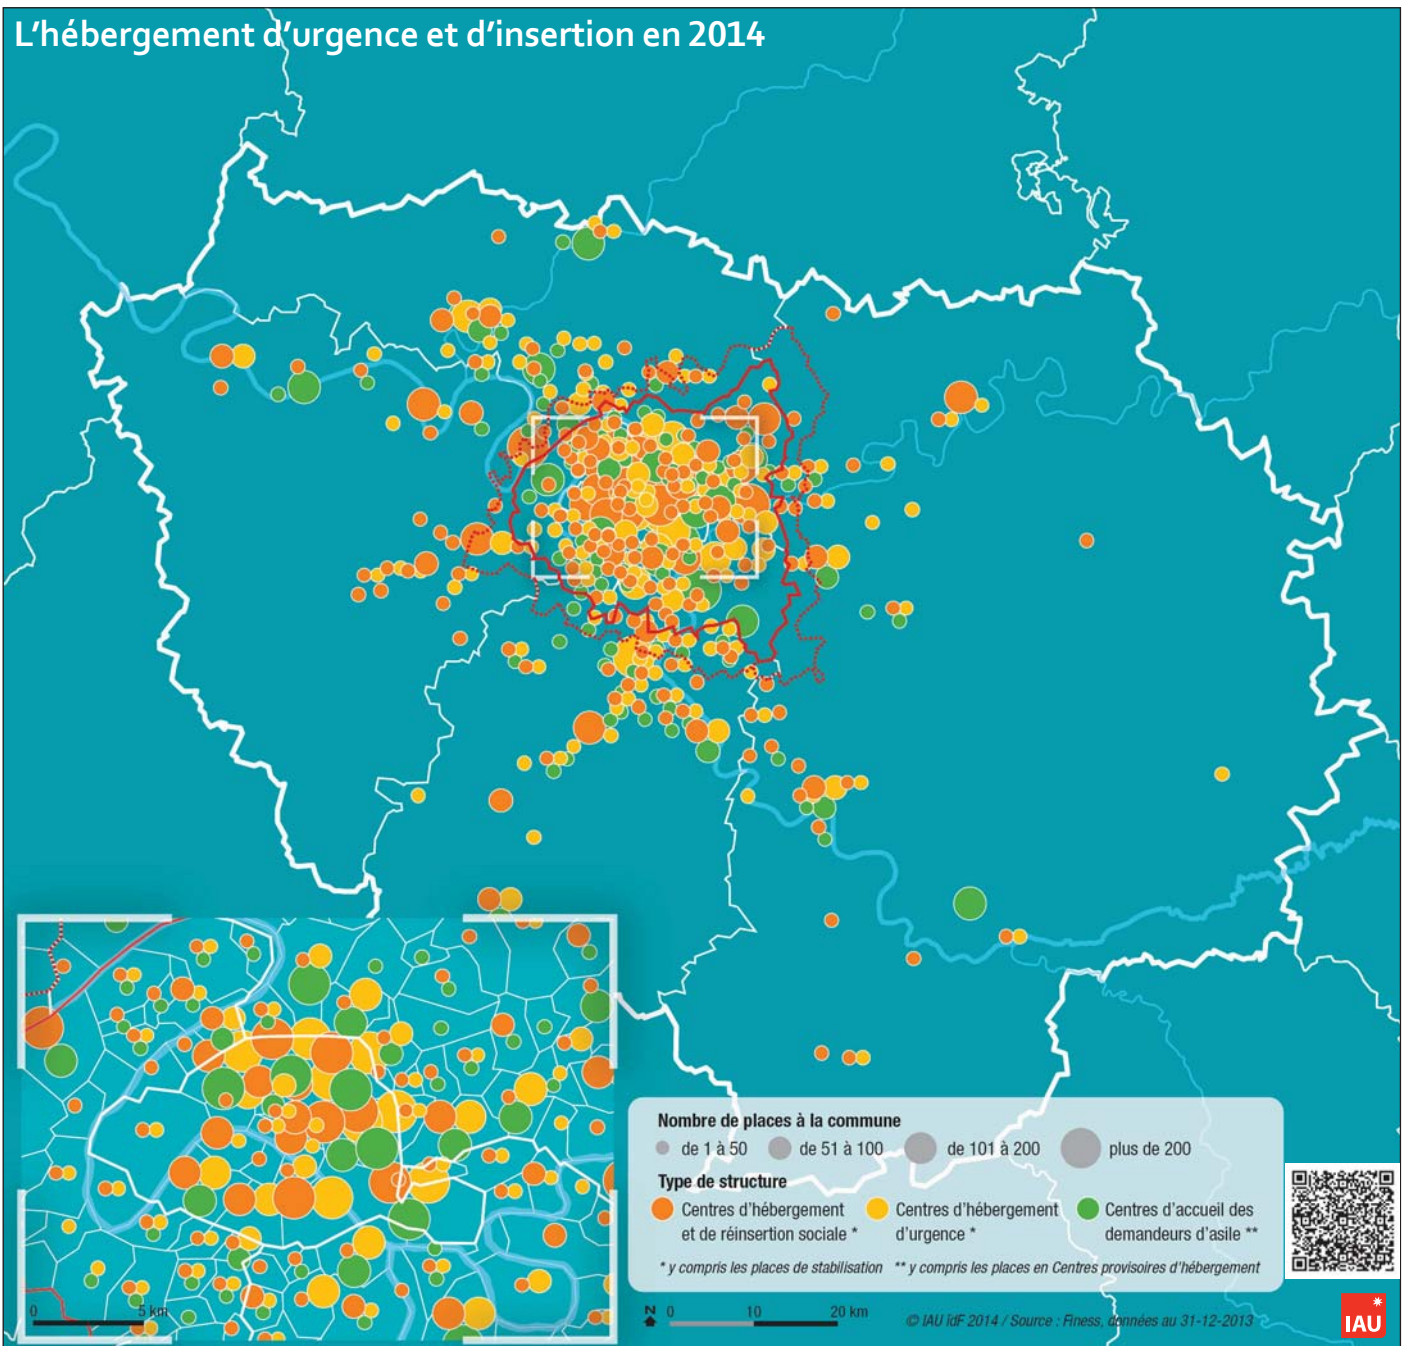 L'hébergement d'urgence et d'insertion en 2014
Nombre de places à la commune
de 1 à 50 de 51 à 100 de 101 à 200 plus de 200
Type de structure
Centres d'hébergement
et de réinsertion sociale *
Centres d'hébergement
d'urgence *
Centres d'accueil des
demandeurs d'asile **
* y compris les places de stabilisation ** y compris les places en Centres provisoires d'hébergement
0 5 km
N 0 10 20 km
© IAU îdF 2014 / Source : Finess, données au 31-12-2013
IAU